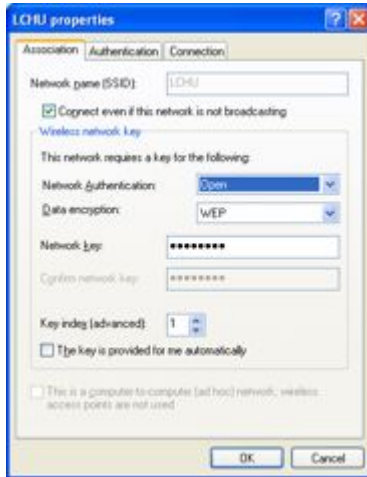 LCHU properties
Association
Authentication
Connection
Network name (SSID):
LCHU
Connect even if this network is not broadcasting
Wireless network key
This network requires a key for the following:
Network Authentication:
Open
Data encryption:
WEP
Network key:
••••••••
Confirm network key:
••••••••
Key index (advanced):
1
The key is provided for me automatically
This is a computer-to-computer (ad hoc) network; wireless
access points are not used
OK
Cancel